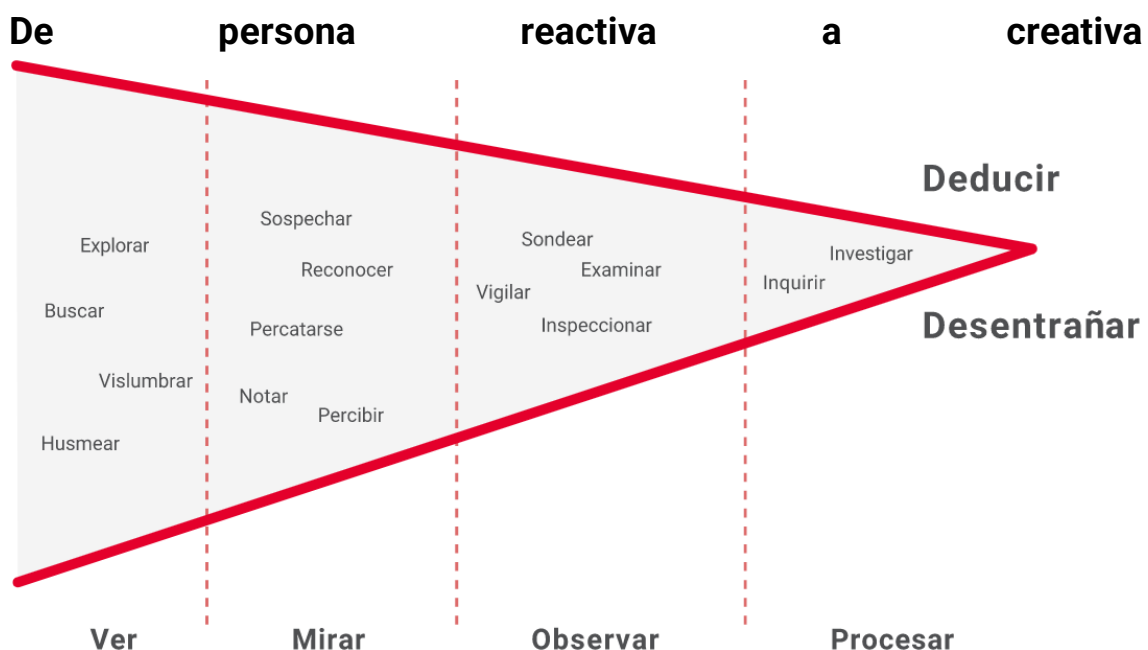 De persona reactiva a creativa
Deducir
Sospechar
Sondear
Explorar
Investigar
Reconocer
Examinar
Inquirir
Vigilar
Buscar
Percatarse
Inspeccionar
Desentrañar
Vislumbrar
Notar
Percibir
Husmear
Ver Mirar Observar Procesar